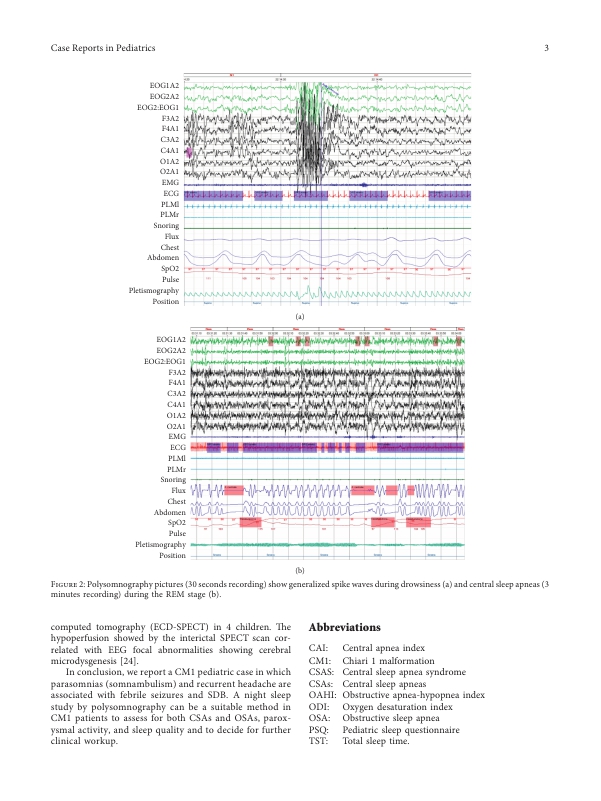 Case Reports in Pediatrics 3
EOG1A2
EOG2A2
EOG2:EOG1
F3A2
F4A1
C3A2
C4A1
O1A2
O2A1
EMG
ECG
PLMl
PLMr
Snoring
Flux
Chest
Abdomen
SpO2
Pulse
Pletismography
Position
(a)
EOG1A2
EOG2A2
EOG2:EOG1
F3A2
F4A1
C3A2
C4A1
O1A2
O2A1
EMG
ECG
PLMl
PLMr
Snoring
Flux
Chest
Abdomen
SpO2
Pulse
Pletismography
Position
(b)
Figure 2: Polysomnography pictures (30 seconds recording) show generalized spike waves during drowsiness (a) and central sleep apneas (3
minutes recording) during the REM stage (b).
computed tomography (ECD-SPECT) in 4 children. The
hypoperfusion showed by the interictal SPECT scan cor-
related with EEG focal abnormalities showing cerebral
microdysgenesis [24].
In conclusion, we report a CM1 pediatric case in which
parasomnias (somnambulism) and recurrent headache are
associated with febrile seizures and SDB. A night sleep
study by polysomnography can be a suitable method in
CM1 patients to assess for both CSAs and OSAs, parox-
ysmal activity, and sleep quality and to decide for further
clinical workup.
Abbreviations
CAI: Central apnea index
CM1: Chiari 1 malformation
CSAS: Central sleep apnea syndrome
CSAs: Central sleep apneas
OAHI: Obstructive apnea-hypopnea index
ODI: Oxygen desaturation index
OSA: Obstructive sleep apnea
PSQ: Pediatric sleep questionnaire
TST: Total sleep time.